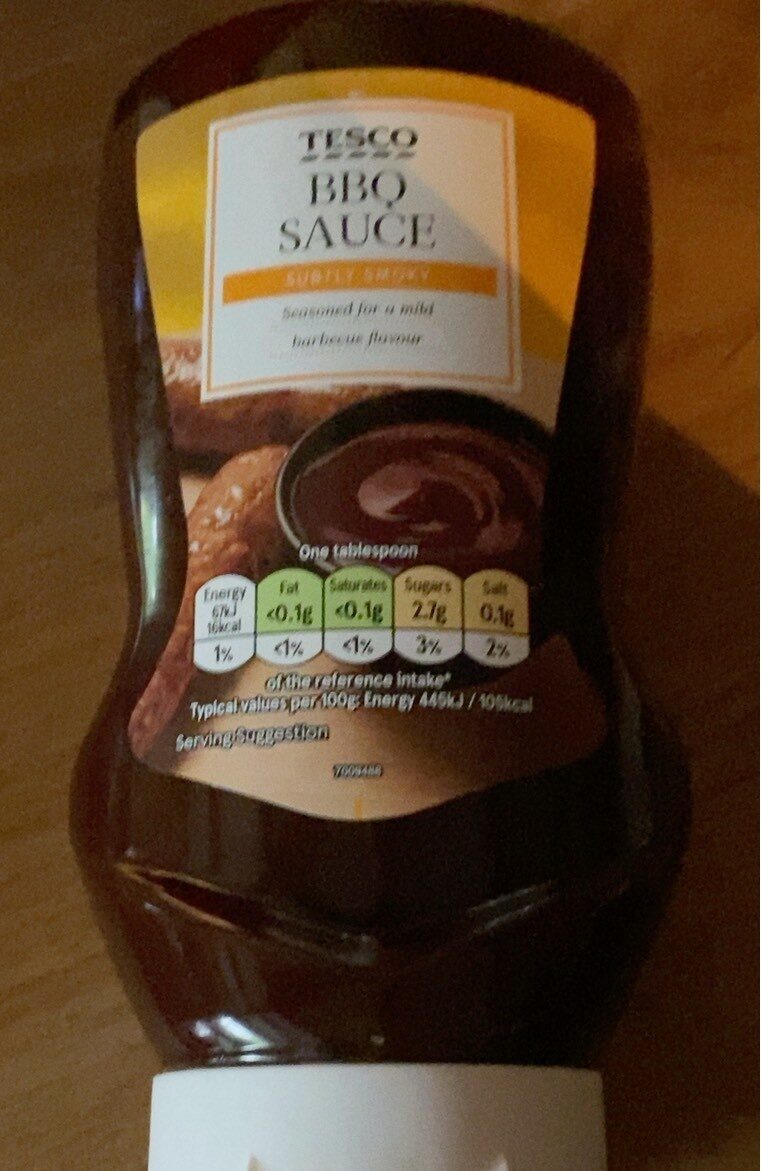 TESCO
BBQ
SAUCE
SUBTLY SMOKY
Seasoned for a mild
barbecue flavour
One tablespoon
Energy Fat Saturates Sugars Salt
67kJ <0.1g <0.1g 2.7g 0.1g
16kcal
1% <1% <1% 3% 2%
of the reference intake*
Typical values per 100g: Energy 445kJ / 105kcal
Serving Suggestion